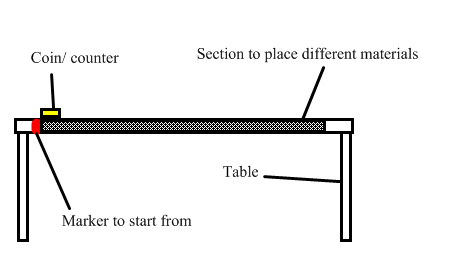 Section to place different materials
Coin/ counter
Table
Marker to start from